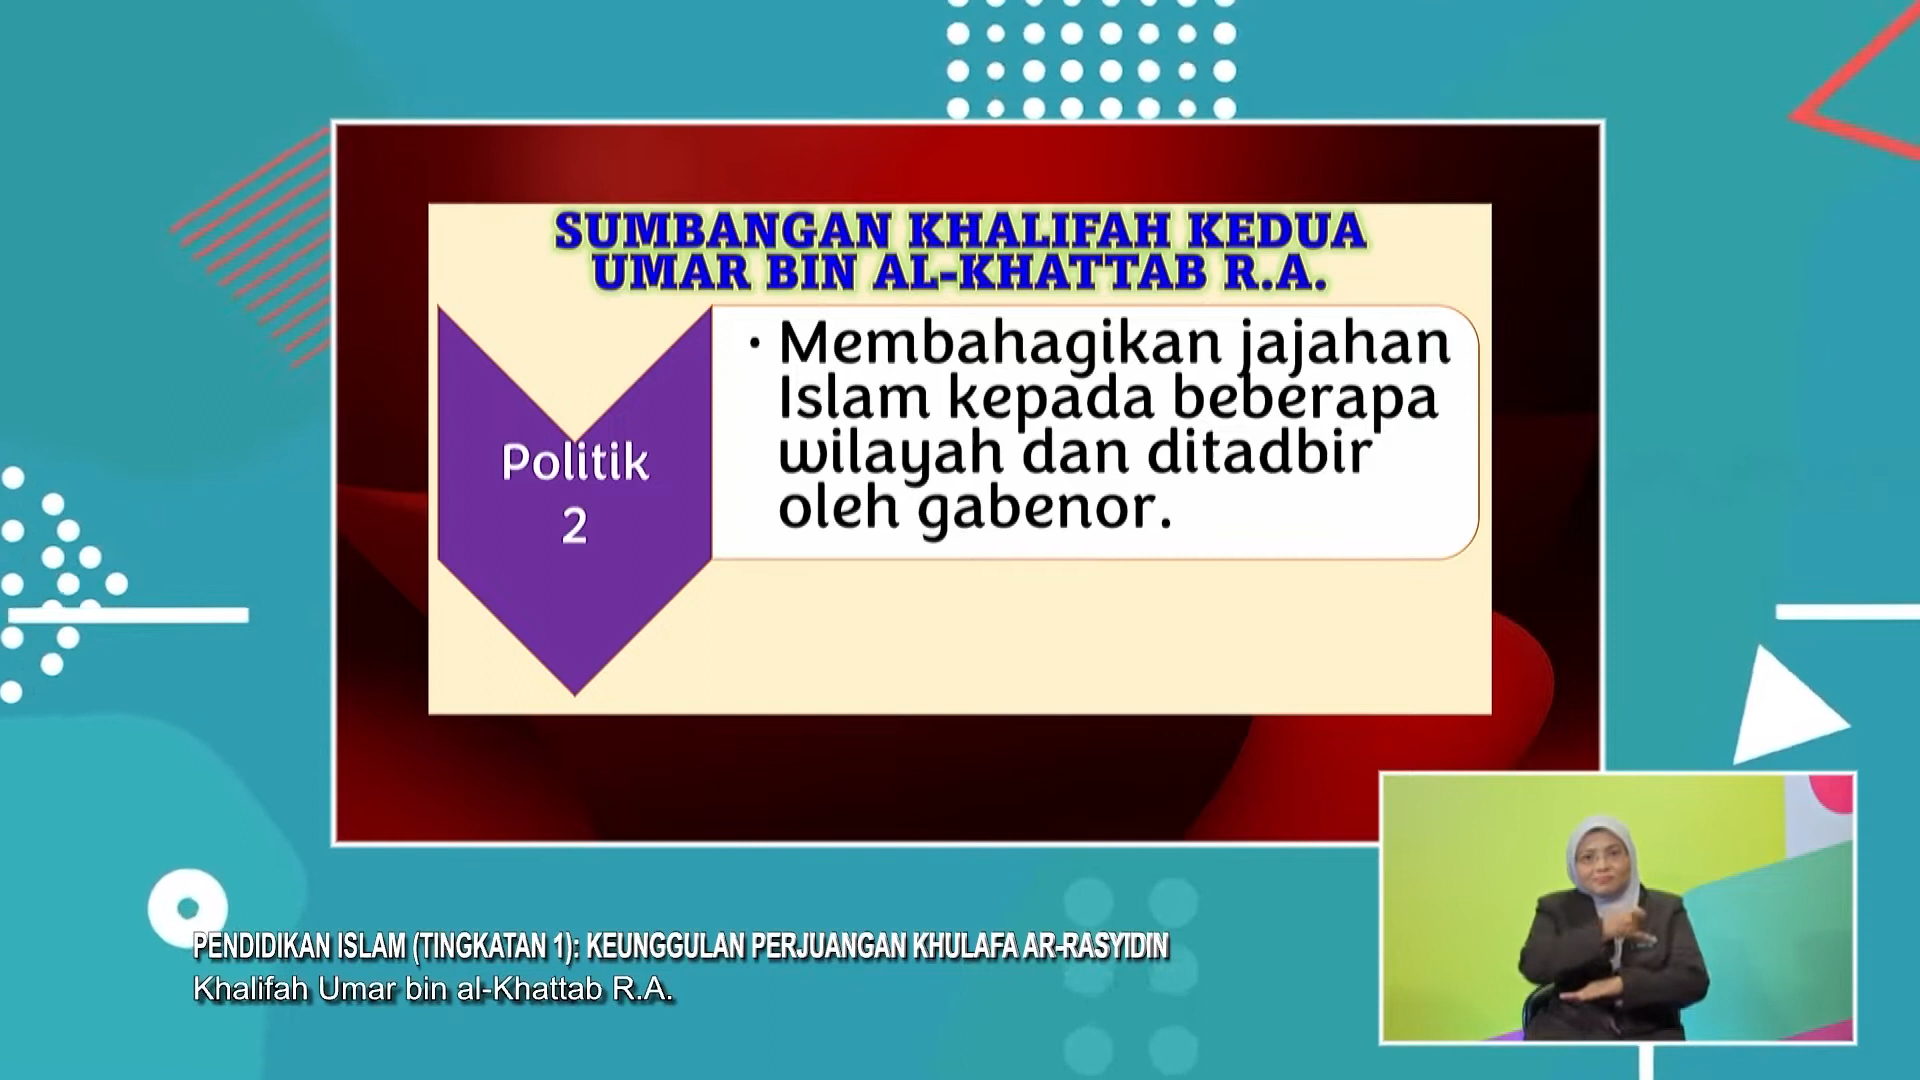 SUMBANGAN KHALIFAH KEDUA
UMAR BIN AL-KHATTAB R.A.
Politik
2
• Membahagikan jajahan
Islam kepada beberapa
wilayah dan ditadbir
oleh gabenor.
PENDIDIKAN ISLAM (TINGKATAN 1): KEUNGGULAN PERJUANGAN KHULAFA AR-RASYIDIN
Khalifah Umar bin al-Khattab R.A.